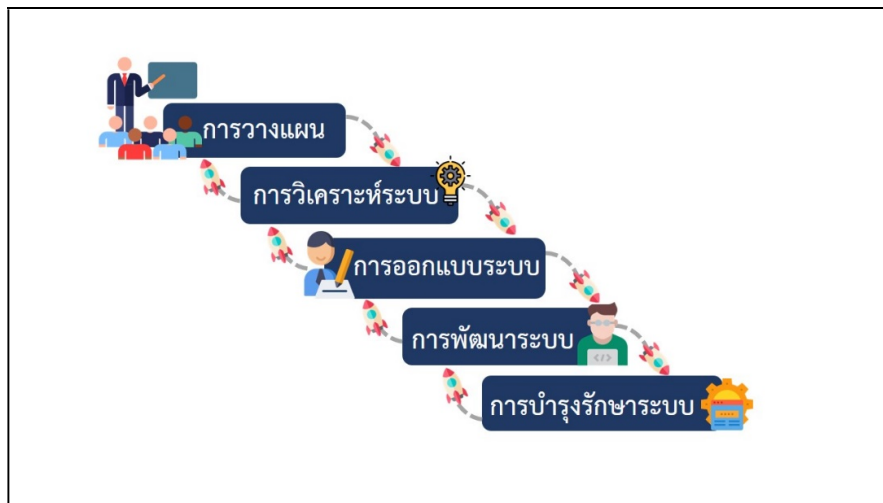 การวางแผน
การวิเคราะห์ระบบ
การออกแบบระบบ
การพัฒนาระบบ
การบำรุงรักษาระบบ